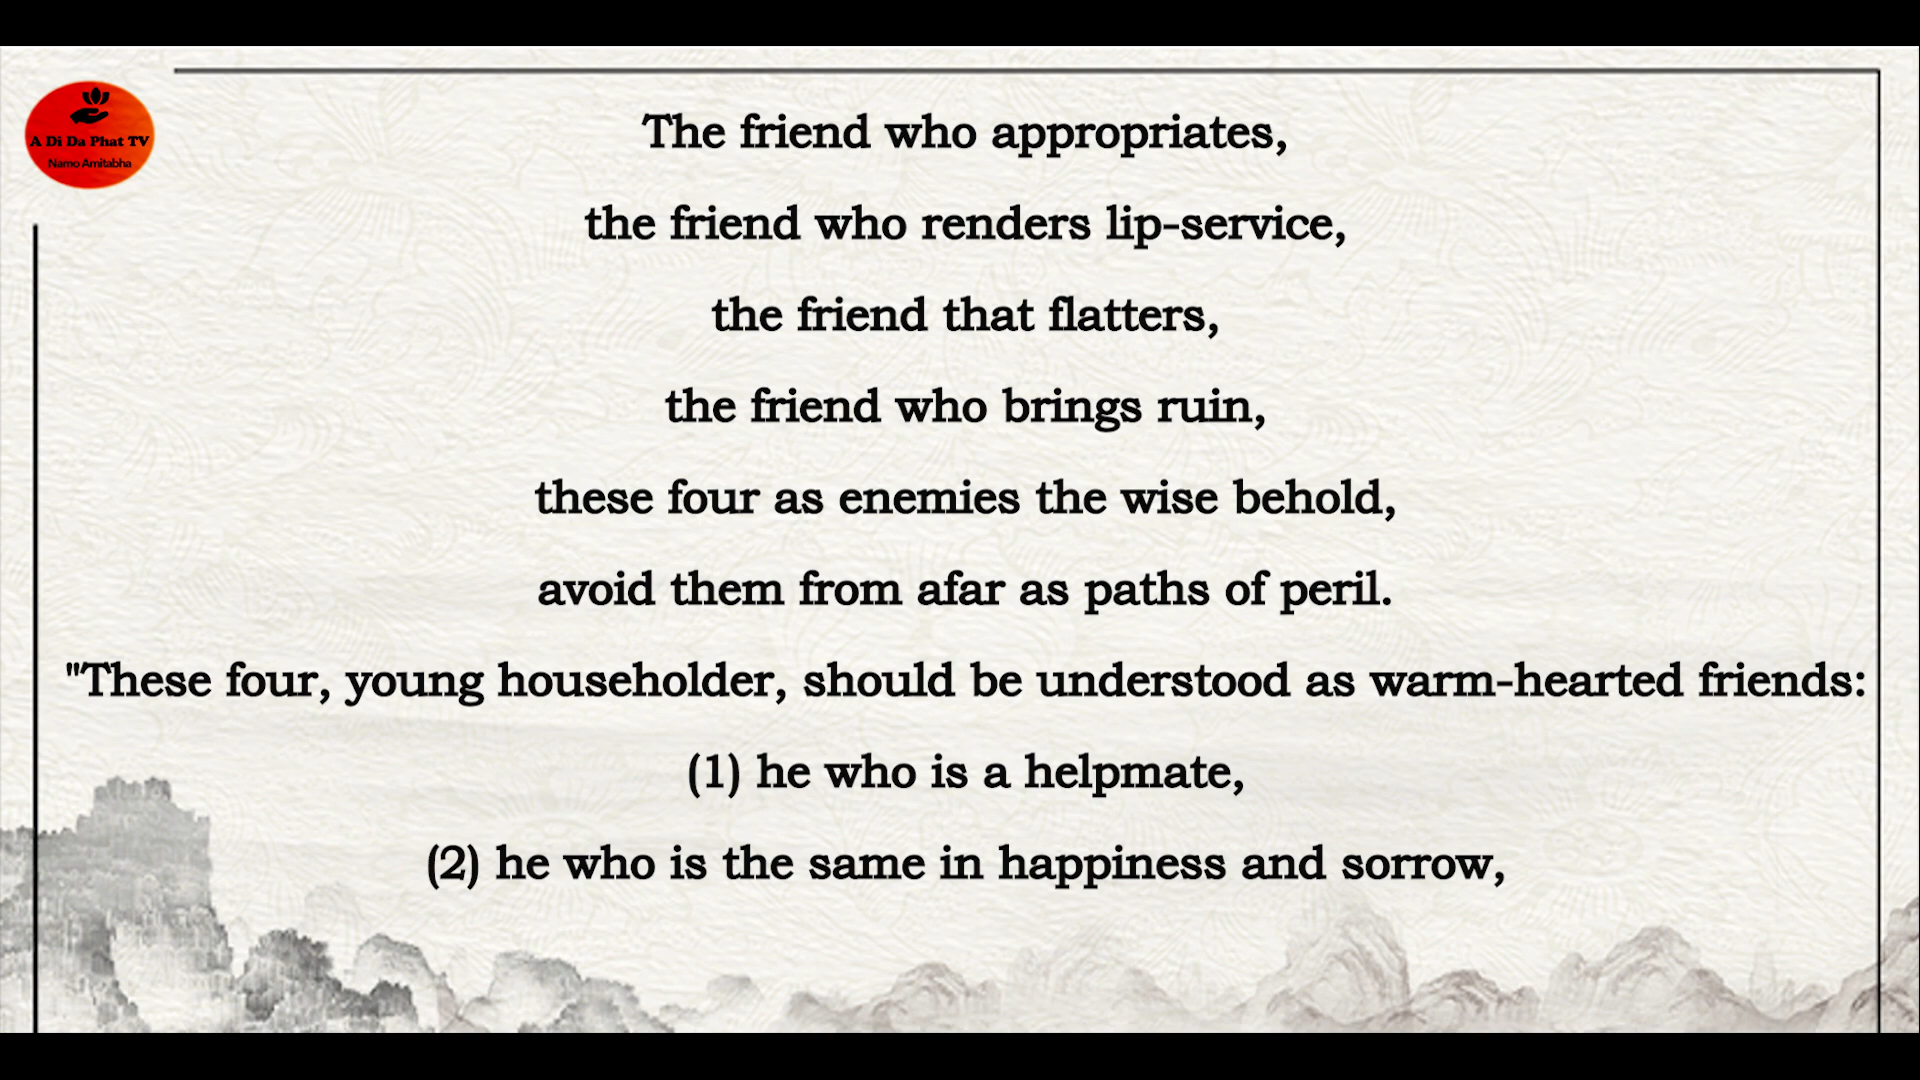 A Di Da Phat TV
Namo Amitabha
The friend who appropriates,
the friend who renders lip-service,
the friend that flatters,
the friend who brings ruin,
these four as enemies the wise behold,
avoid them from afar as paths of peril.
"These four, young householder, should be understood as warm-hearted friends:
(1) he who is a helpmate,
(2) he who is the same in happiness and sorrow,